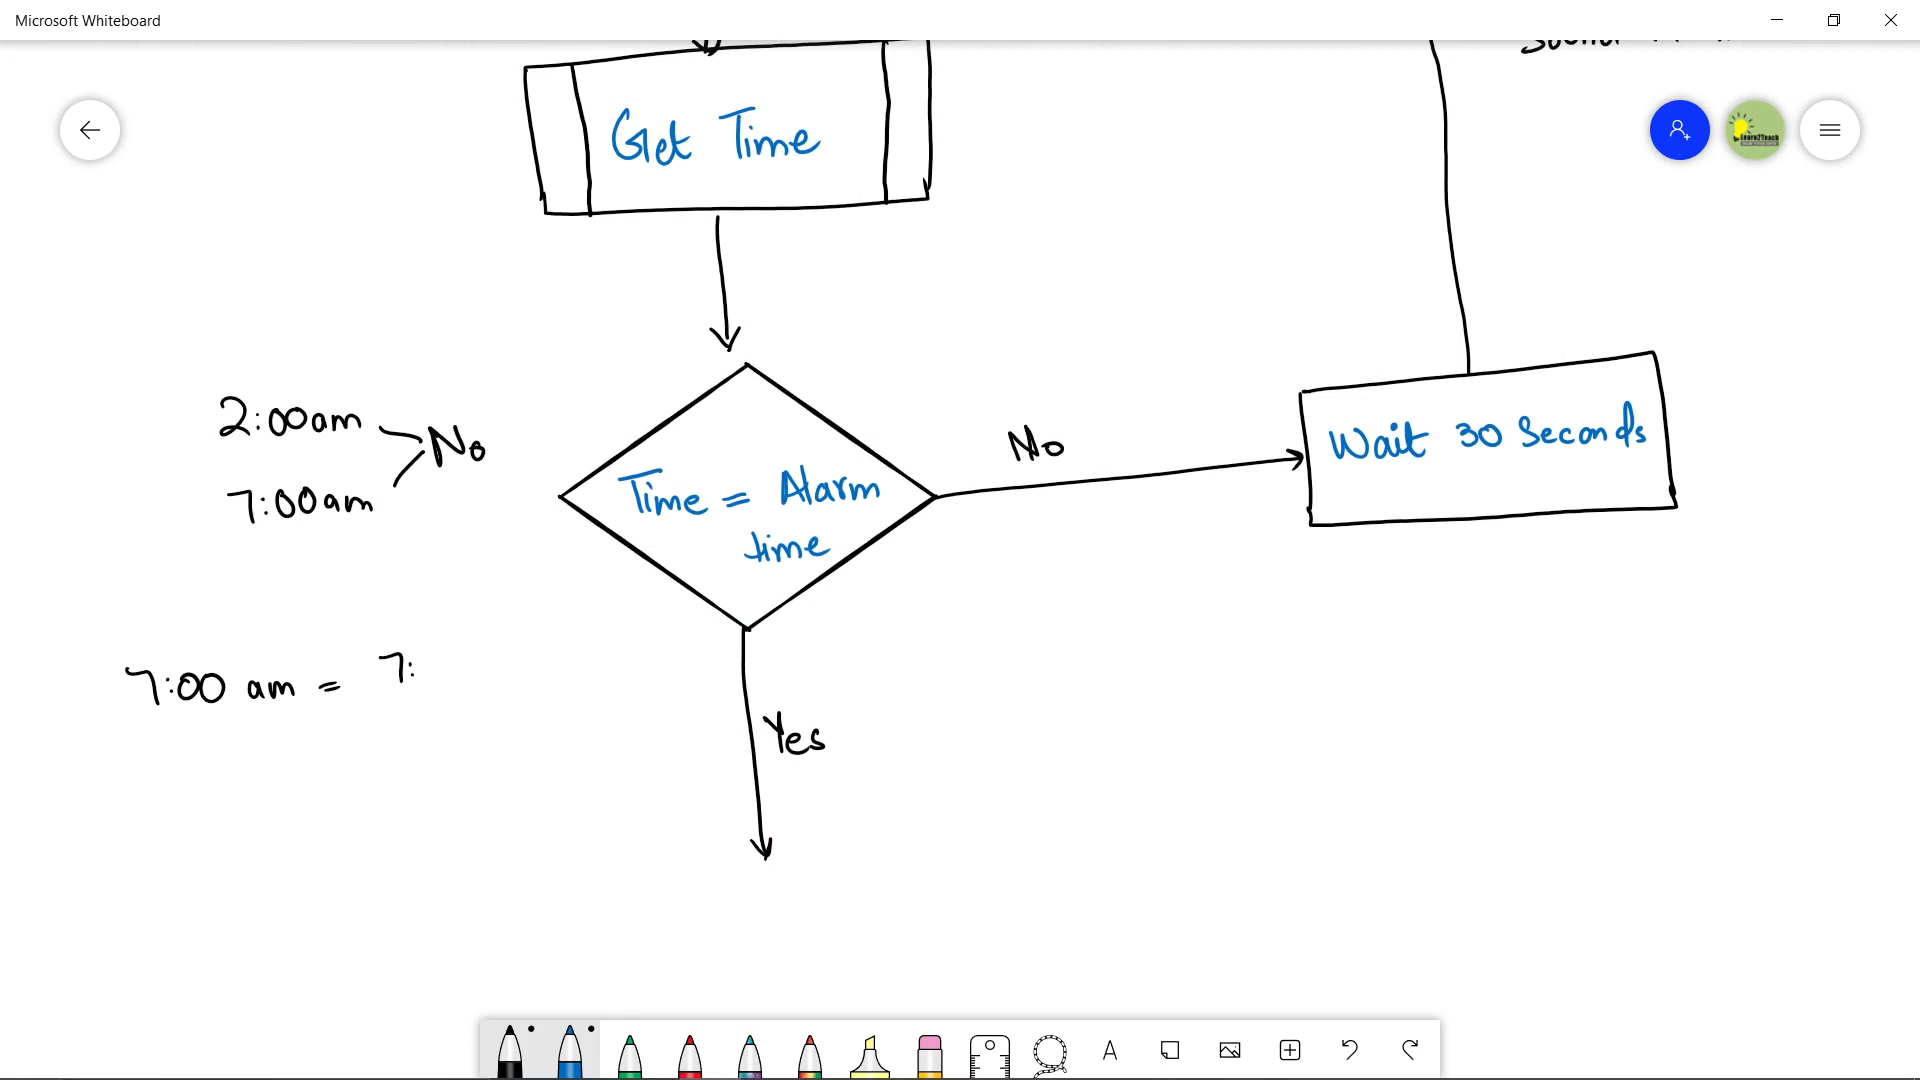 Microsoft Whiteboard
Get Time
2:00am
No
7:00am
Time = Alarm
time
No
Wait 30 Seconds
7:00 am = 7:
Yes
Learn2Teach